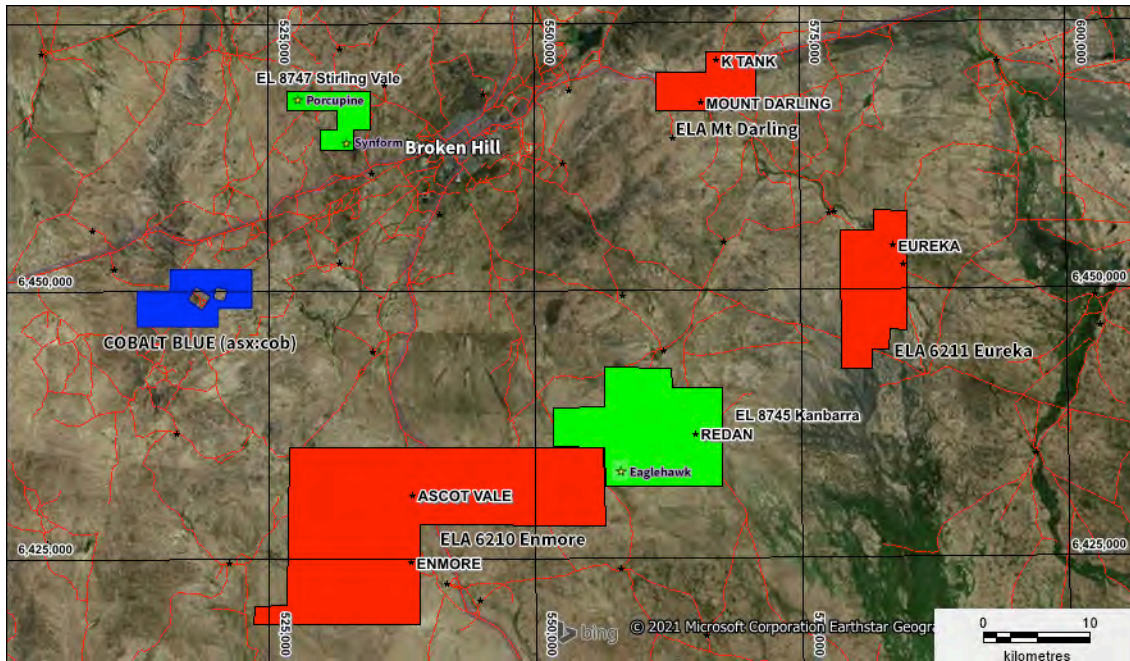 525,000
550,000
575,000
600,000
K TANK
EL 8747 Stirling Vale
Porcupine
MOUNT DARLING
ELA Mt Darling
Synform
Broken Hill
EUREKA
6,450,000
6,450,000
COBALT BLUE (asx:cob)
ELA 6211 Eureka
EL 8745 Kanbarra
REDAN
Eaglehawk
ASCOT VALE
ELA 6210 Enmore
6,425,000
6,425,000
ENMORE
525,000
550,000
bing
© 2021 Microsoft Corporation Earthstar Geogra
0 10
kilometres